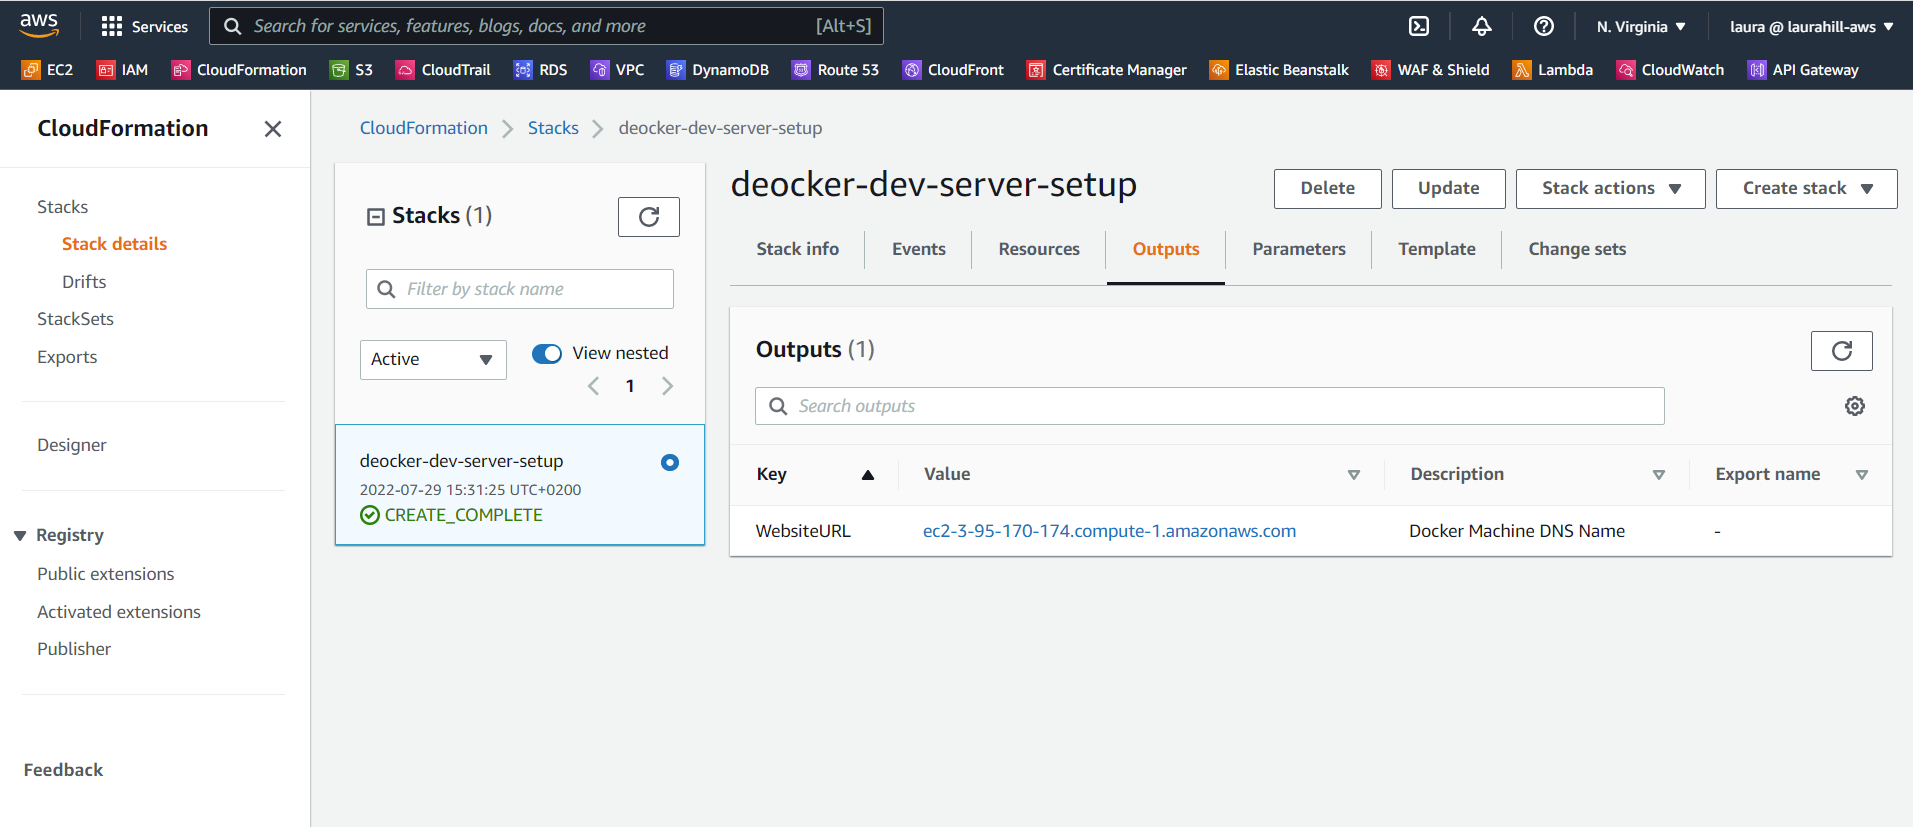 aws Services Search for services, features, blogs, docs, and more [Alt+S] N. Virginia laura @ laurahill-aws
EC2 IAM CloudFormation S3 CloudTrail RDS VPC DynamoDB Route 53 CloudFront Certificate Manager Elastic Beanstalk WAF & Shield Lambda CloudWatch API Gateway
CloudFormation
Stacks
Stack details
Drifts
StackSets
Exports
Designer
Registry
Public extensions
Activated extensions
Publisher
Feedback
CloudFormation Stacks deocker-dev-server-setup
Stacks (1)
Filter by stack name
Active View nested
1
deocker-dev-server-setup
2022-07-29 15:31:25 UTC+0200
CREATE_COMPLETE
deocker-dev-server-setup
Delete Update Stack actions Create stack
Stack info Events Resources Outputs Parameters Template Change sets
Outputs (1)
Search outputs
Key Value Description Export name
WebsiteURL ec2-3-95-170-174.compute-1.amazonaws.com Docker Machine DNS Name -